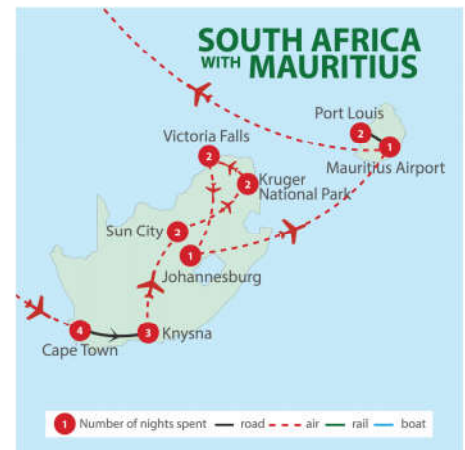 SOUTH AFRICA
WITH MAURITIUS
Port Louis
2
1
Mauritius Airport
Victoria Falls
2
2
Kruger
National Park
Sun City
2
1
Johannesburg
4
3
Knysna
Cape Town
1 Number of nights spent road air rail boat